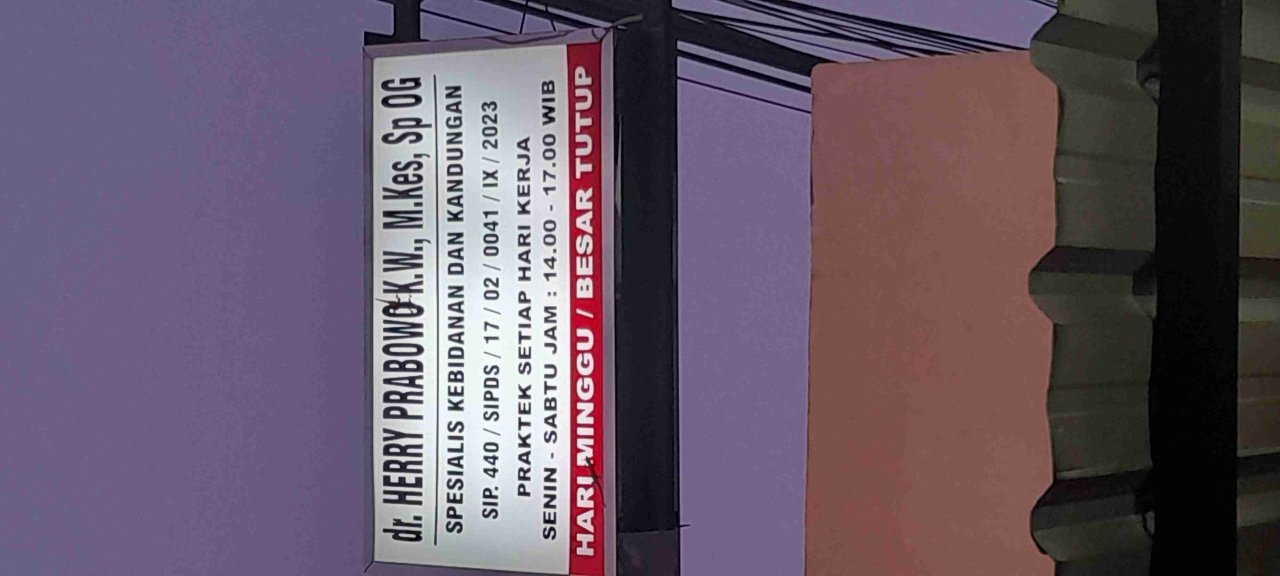 dr. HERRY PRABOWO K.W., M.Kes, Sp OG
SPESIALIS KEBIDANAN DAN KANDUNGAN
SIP. 440 / SIPDS / 17 / 02 / 0041 / IX / 2023
PRAKTEK SETIAP HARI KERJA
SENIN - SABTU JAM : 14.00 - 17.00 WIB
HARI MINGGU / BESAR TUTUP